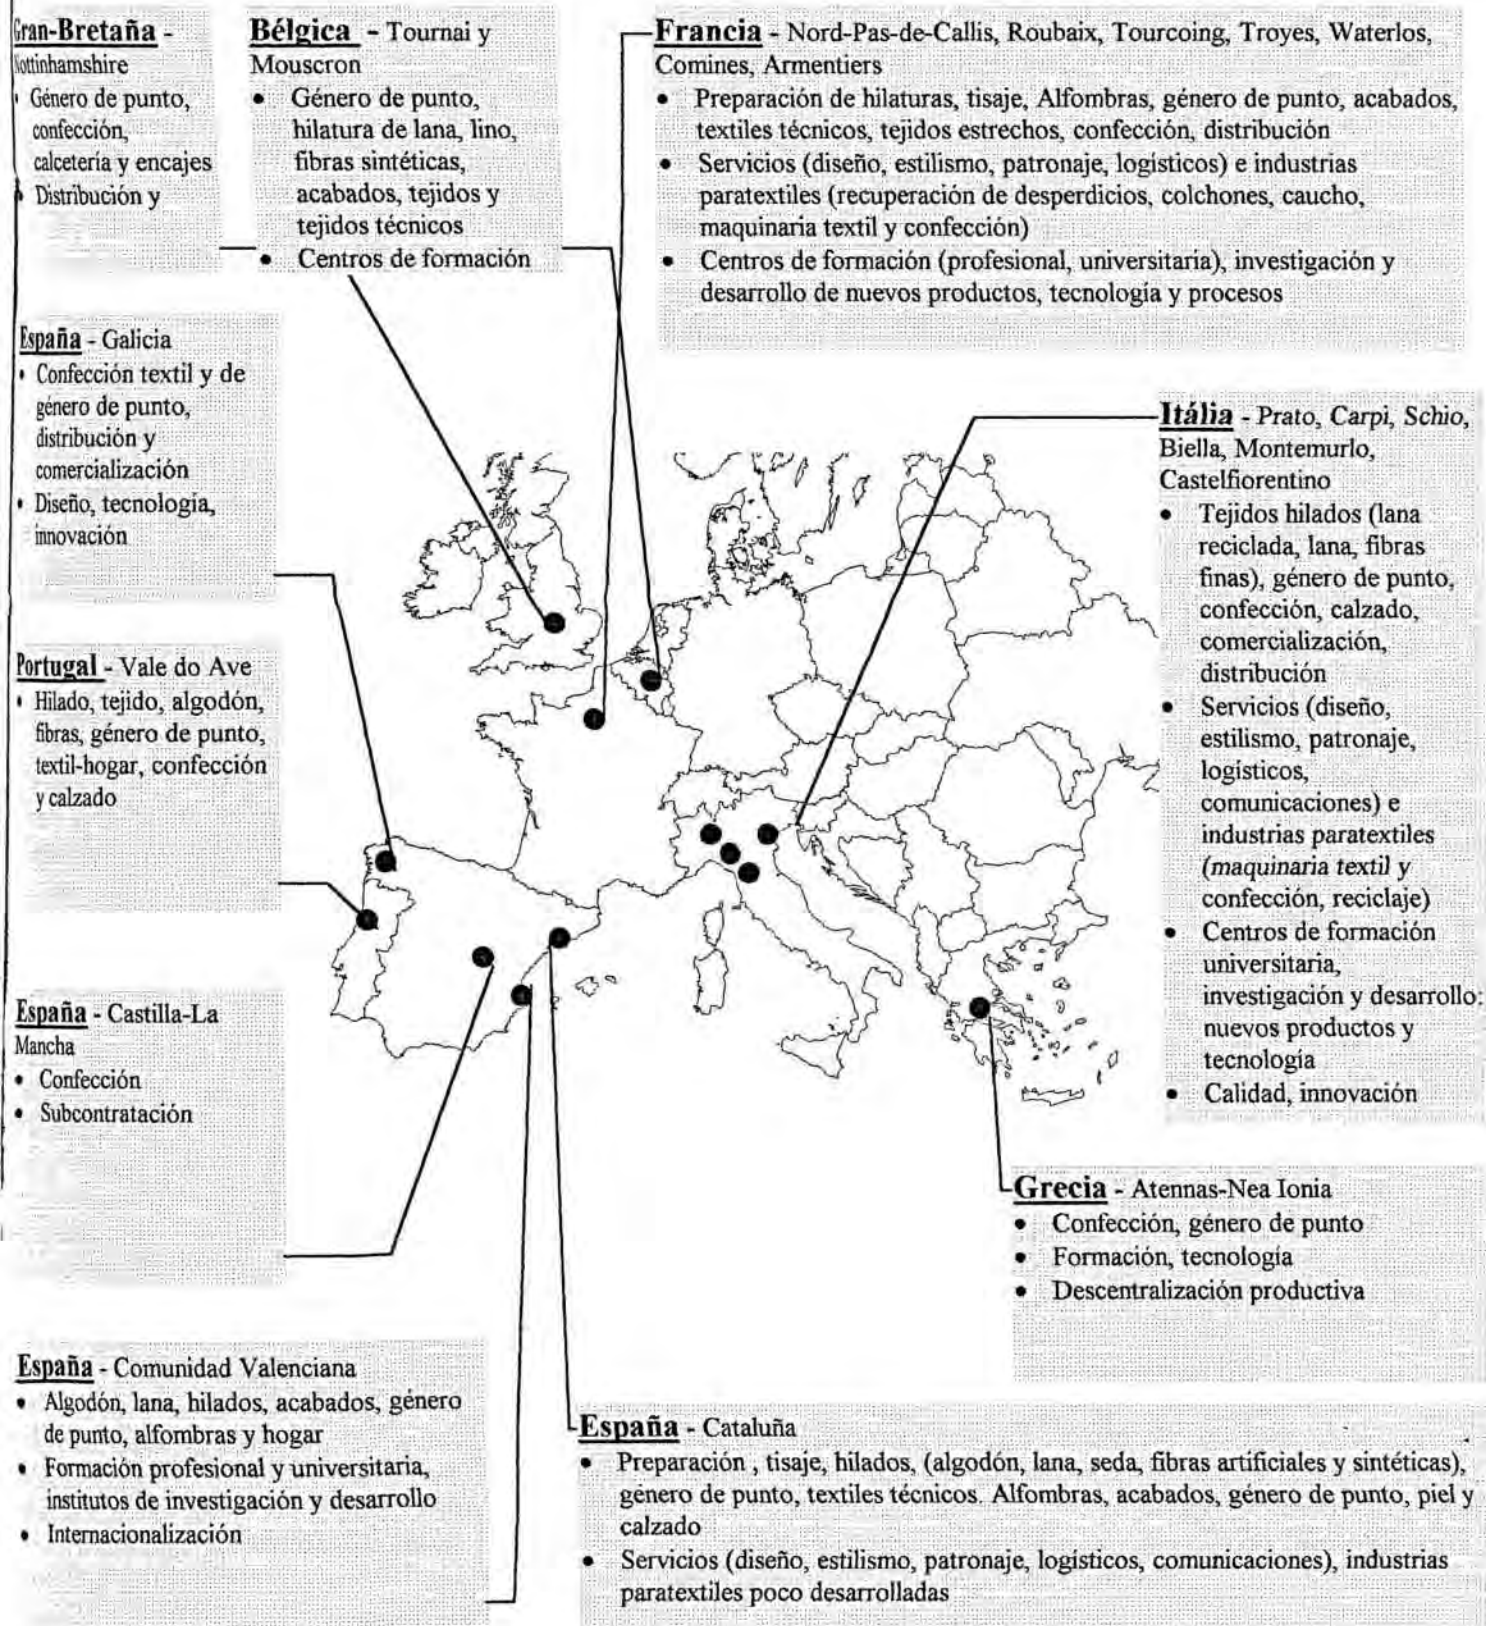 Gran-Bretaña -
Nottinhamshire
• Género de punto,
confección,
calcetería y encajes
• Distribución y
Bélgica - Tournai y
Mouscron
• Género de punto,
hilatura de lana, lino,
fibras sintéticas,
acabados, tejidos y
tejidos técnicos
• Centros de formación
Francia - Nord-Pas-de-Callis, Roubaix, Tourcoing, Troyes, Waterlos,
Comines, Armentiers
• Preparación de hilaturas, tisaje, Alfombras, género de punto, acabados,
textiles técnicos, tejidos estrechos, confección, distribución
• Servicios (diseño, estilismo, patronaje, logísticos) e industrias
paratextiles (recuperación de desperdicios, colchones, caucho,
maquinaria textil y confección)
• Centros de formación (profesional, universitaria), investigación y
desarrollo de nuevos productos, tecnología y procesos
España - Galicia
• Confección textil y de
género de punto,
distribución y
comercialización
• Diseño, tecnología,
innovación
Itália - Prato, Carpi, Schio,
Biella, Montemurlo,
Castelfiorentino
• Tejidos hilados (lana
reciclada, lana, fibras
finas), género de punto,
confección, calzado,
comercialización,
distribución
• Servicios (diseño,
estilismo, patronaje,
logísticos,
comunicaciones) e
industrias paratextiles
(maquinaria textil y
confección, reciclaje)
• Centros de formación
universitaria,
investigación y desarrollo:
nuevos productos y
tecnología
• Calidad, innovación
Portugal - Vale do Ave
• Hilado, tejido, algodón,
fibras, género de punto,
textil-hogar, confección
y calzado
España - Castilla-La
Mancha
• Confección
• Subcontratación
Grecia - Atennas-Nea Ionia
• Confección, género de punto
• Formación, tecnología
• Descentralización productiva
España - Comunidad Valenciana
• Algodón, lana, hilados, acabados, género
de punto, alfombras y hogar
• Formación profesional y universitaria,
institutos de investigación y desarrollo
• Internacionalización
España - Cataluña
• Preparación , tisaje, hilados, (algodón, lana, seda, fibras artificiales y sintéticas),
género de punto, textiles técnicos. Alfombras, acabados, género de punto, piel y
calzado
• Servicios (diseño, estilismo, patronaje, logísticos, comunicaciones), industrias
paratextiles poco desarrolladas